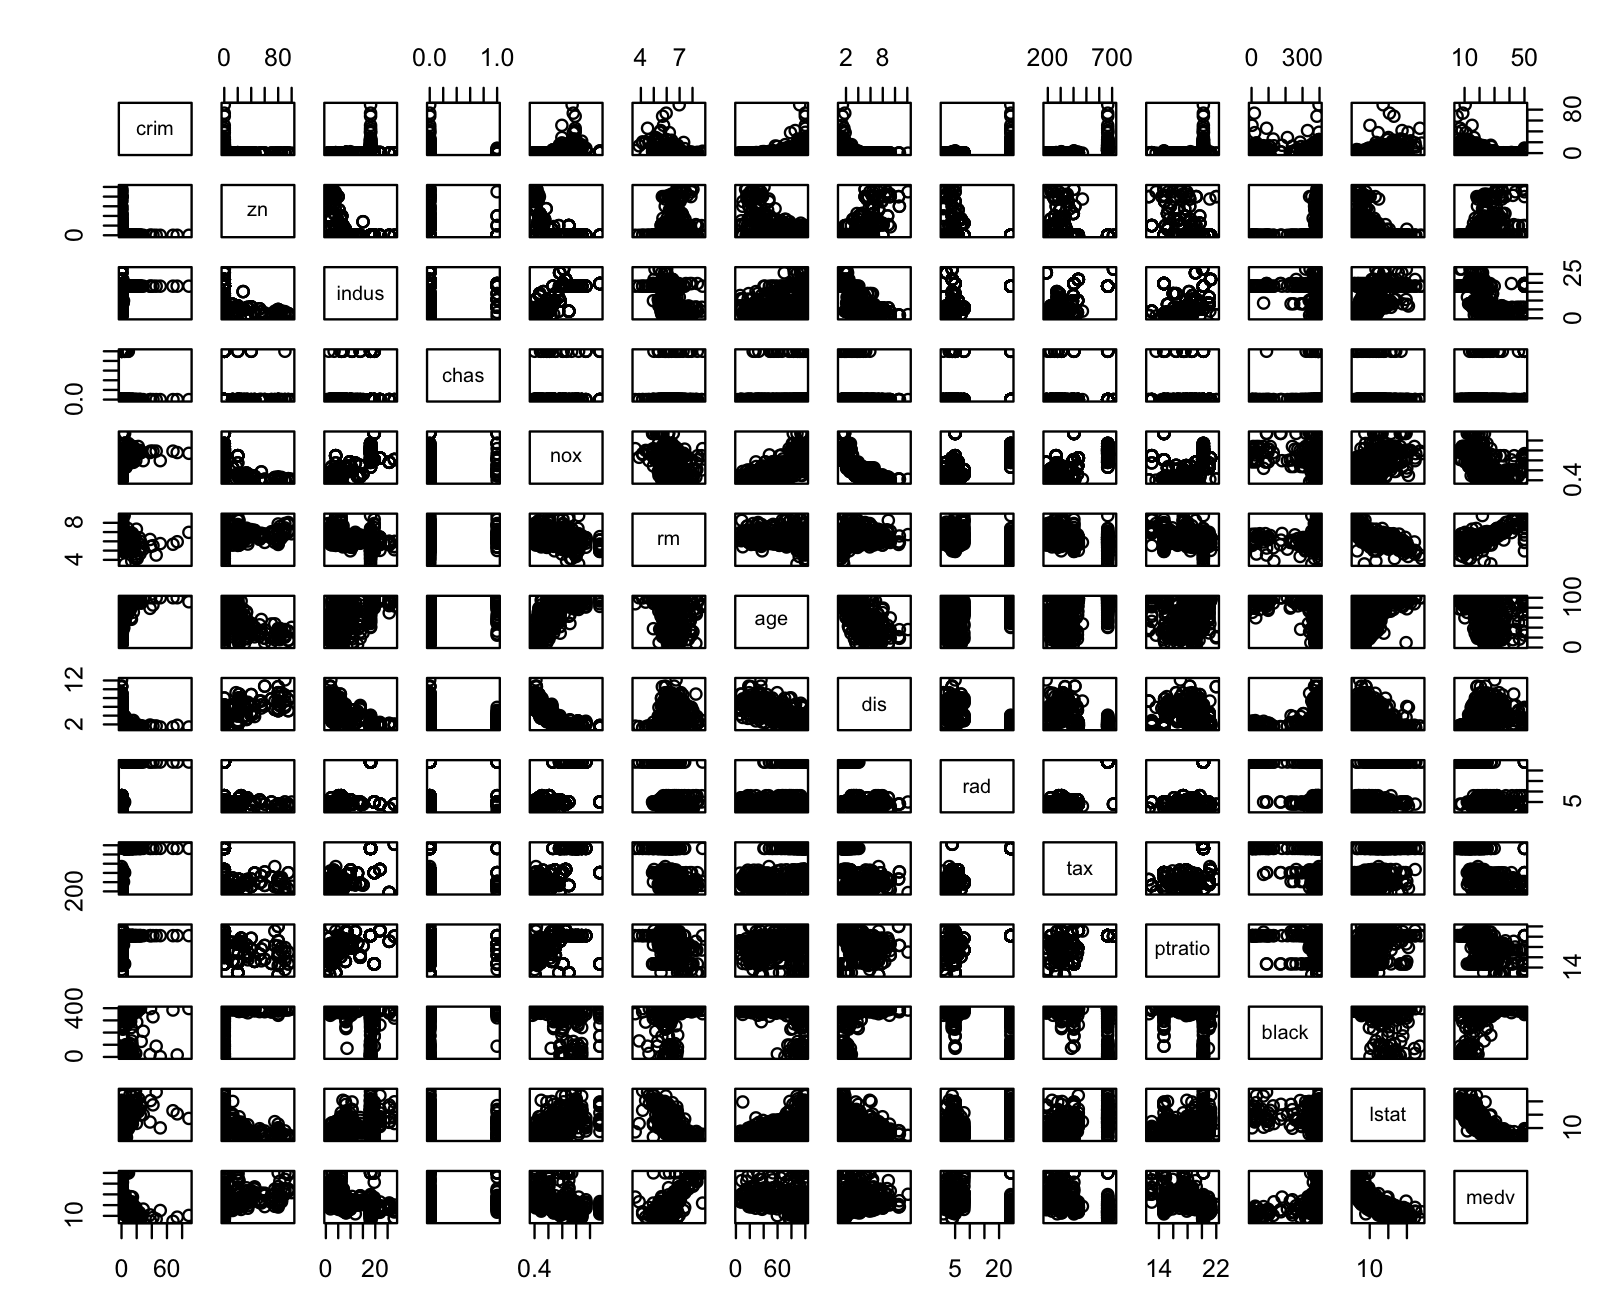 0 80 0.0 1.0 4 7 2 8 200 700 0 300 10 50
crim 0 80
0 zn
indus 0 25
0.0 chas
nox 0.4
4 8 rm
age 0 100
2 12 dis
rad 5
200 tax
ptratio 14
0 400 black
lstat 10
10 medv
0 60 0 20 0.4 0 60 5 20 14 22 10